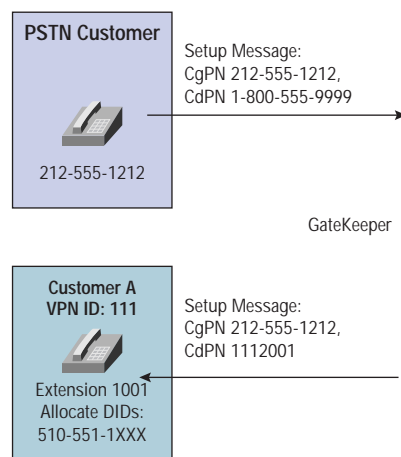 PSTN Customer
212-555-1212
Setup Message:
CgPN 212-555-1212,
CdPN 1-800-555-9999
GateKeeper
Customer A
VPN ID: 111
Extension 1001
Allocate DIDs:
510-551-1XXX
Setup Message:
CgPN 212-555-1212,
CdPN 1112001